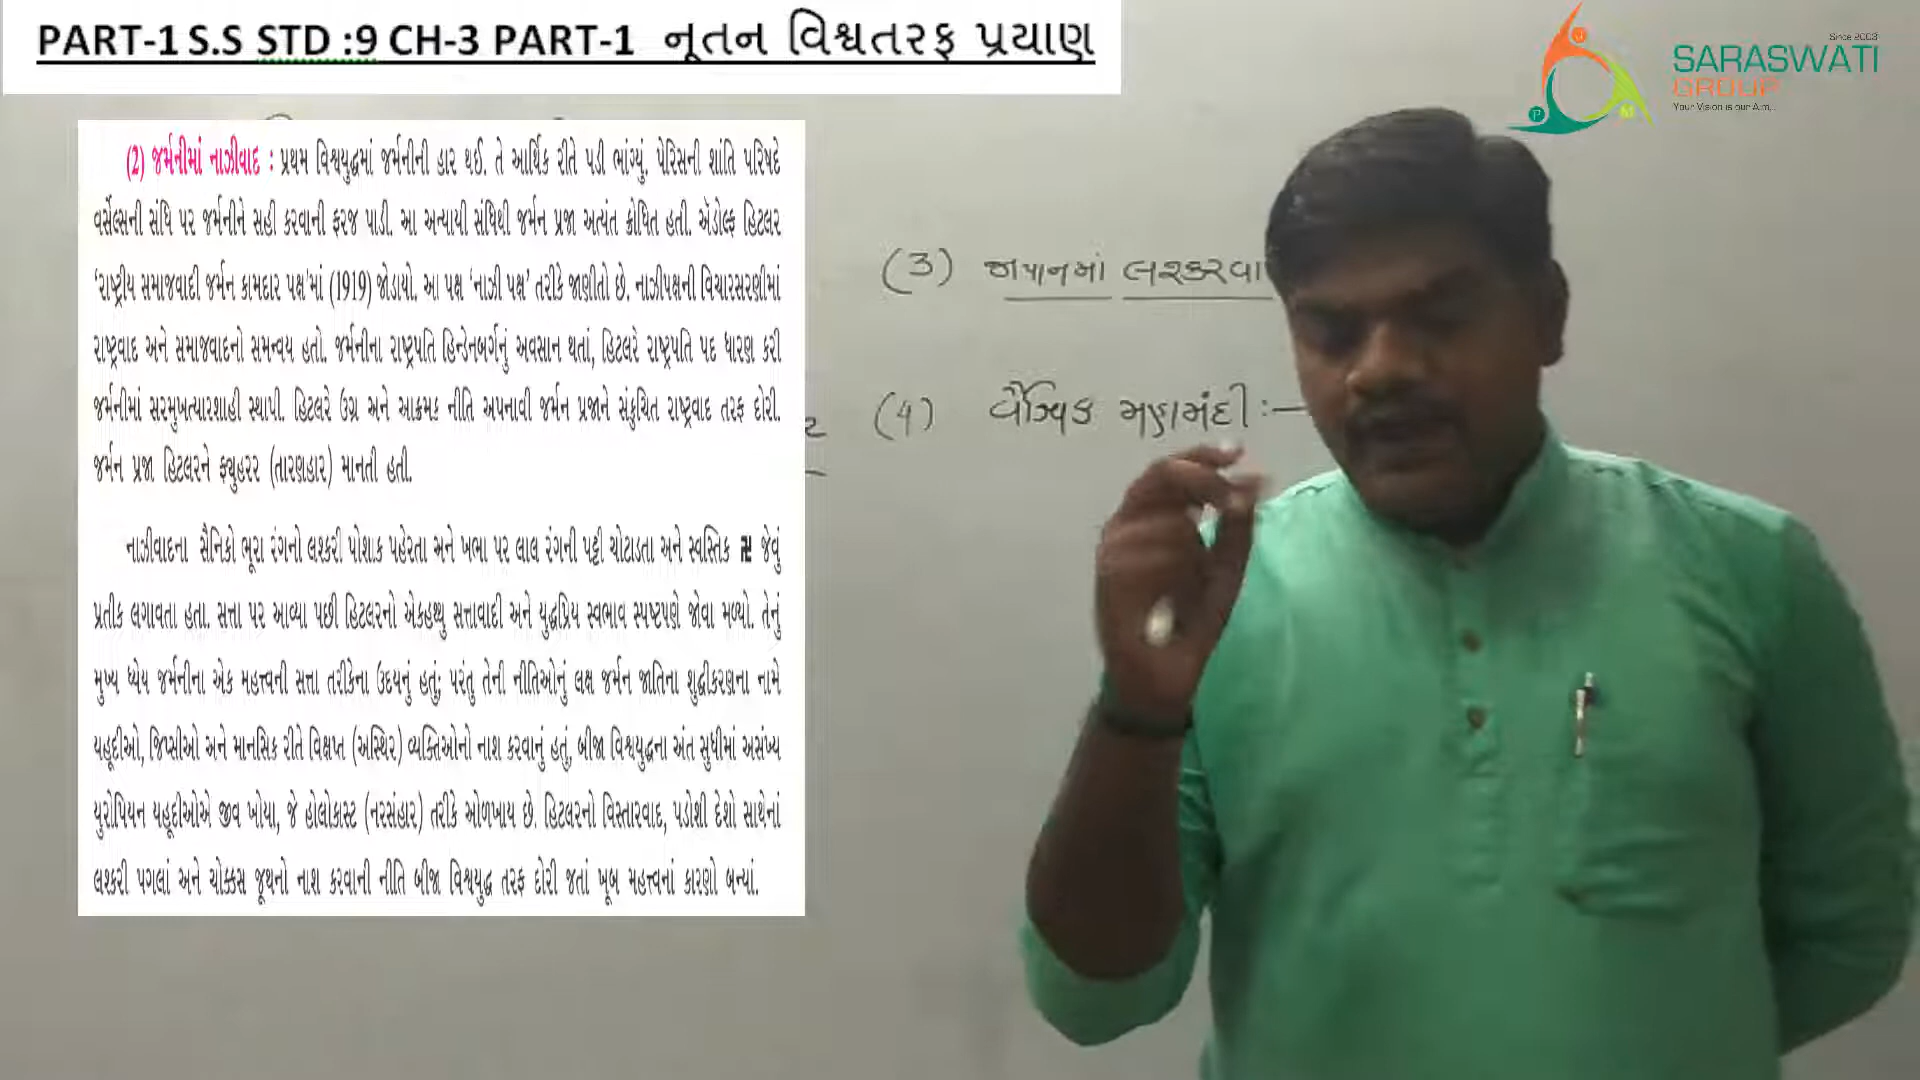 PART-1 S.S STD :9 CH-3 PART-1 નૂતન વિશ્વતરફ પ્રયાણ
Since 2003
SARASWATI
GROUP
Your Vision is our Aim...
P
M
(2) જર્મનીમાં નાઝીવાદ : પ્રથમ વિશ્વયુદ્ધમાં જર્મનીની હાર થઈ. તે આર્થિક રીતે પડી ભાંગ્યું. પેરિસની શાંતિ પરિષદે
વર્સેલ્સની સંધિ પર જર્મનીને સહી કરવાની ફરજ પાડી. આ અન્યાયી સંધિથી જર્મન પ્રજા અત્યંત ક્રોધિત હતી. ઍડોલ્ફ હિટલર
'રાષ્ટ્રીય સમાજવાદી જર્મન કામદાર પક્ષ'માં (1919) જોડાયો. આ પક્ષ 'નાઝી પક્ષ' તરીકે જાણીતો છે. નાઝીપક્ષની વિચારસરણીમાં
રાષ્ટ્રવાદ અને સમાજવાદનો સમન્વય હતો. જર્મનીના રાષ્ટ્રપતિ હિન્ડેનબર્ગનું અવસાન થતાં, હિટલરે રાષ્ટ્રપતિ પદ ધારણ કરી
જર્મનીમાં સરમુખત્યારશાહી સ્થાપી. હિટલરે ઉગ્ર અને આક્રમક નીતિ અપનાવી જર્મન પ્રજાને સંકુચિત રાષ્ટ્રવાદ તરફ દોરી.
જર્મન પ્રજા હિટલરને ફ્યુહરર (તારણહાર) માનતી હતી.
નાઝીવાદના સૈનિકો ભૂરા રંગનો લશ્કરી પોશાક પહેરતા અને ખભા પર લાલ રંગની પટ્ટી ચોટાડતા અને સ્વસ્તિક 卐 જેવું
પ્રતીક લગાવતા હતા. સત્તા પર આવ્યા પછી હિટલરનો એકહથ્થુ સત્તાવાદી અને યુદ્ધપ્રિય સ્વભાવ સ્પષ્ટપણે જોવા મળ્યો. તેનું
મુખ્ય ધ્યેય જર્મનીના એક મહત્ત્વની સત્તા તરીકેના ઉદયનું હતું; પરંતુ તેની નીતિઓનું લક્ષ જર્મન જાતિના શુદ્ધીકરણના નામે
યહૂદીઓ, જિપ્સીઓ અને માનસિક રીતે વિક્ષિપ્ત (અસ્થિર) વ્યક્તિઓનો નાશ કરવાનું હતું, બીજા વિશ્વયુદ્ધના અંત સુધીમાં અસંખ્ય
યુરોપિયન યહૂદીઓએ જીવ ખોયા, જે હોલોકાસ્ટ (નરસંહાર) તરીકે ઓળખાય છે. હિટલરનો વિસ્તારવાદ, પડોશી દેશો સાથેનાં
લશ્કરી પગલાં અને ચોક્કસ જૂથનો નાશ કરવાની નીતિ બીજા વિશ્વયુદ્ધ તરફ દોરી જતાં ખૂબ મહત્ત્વનાં કારણો બન્યાં.
(3) જાપાનમાં લશ્કરવા
(4) વૈશ્વિક મહામંદી :—